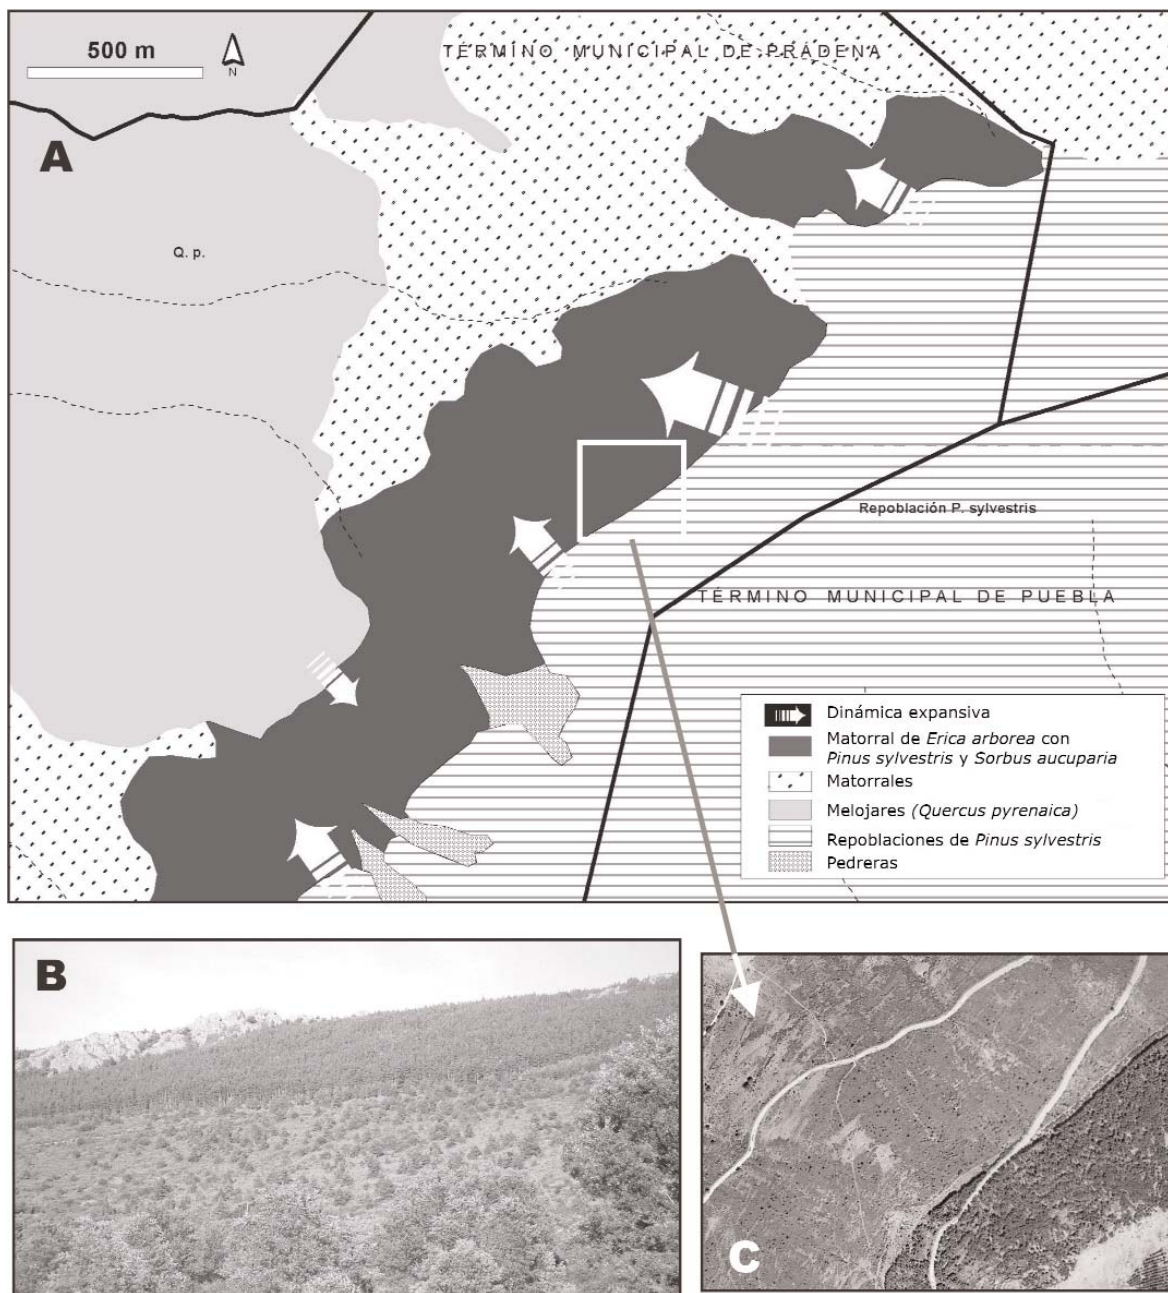 500 m
N
TÉRMINO MUNICIPAL DE PRÁDENA
A
Q. p.
Repoblación P. sylvestris
TÉRMINO MUNICIPAL DE PUEBLA
Dinámica expansiva
Matorral de Erica arborea con
Pinus sylvestris y Sorbus aucuparia
Matorrales
Melojares (Quercus pyrenaica)
Repoblaciones de Pinus sylvestris
Pedreras
B
C